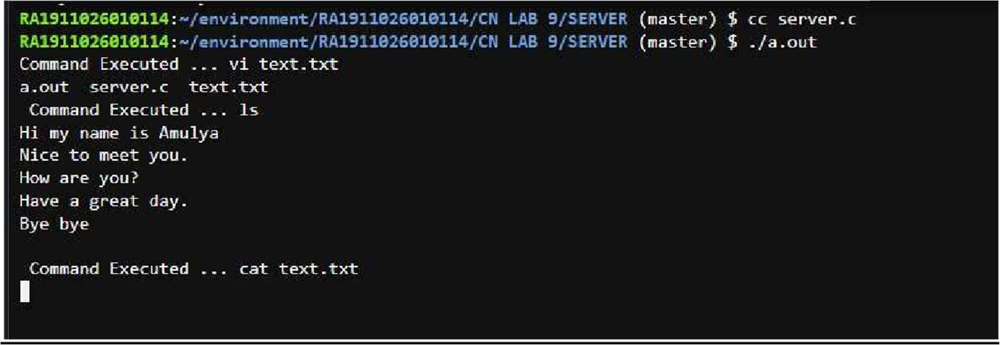 RA1911026010114:~/environment/RA1911026010114/CN LAB 9/SERVER (master) $ cc server.c
RA1911026010114:~/environment/RA1911026010114/CN LAB 9/SERVER (master) $ ./a.out
Command Executed ... vi text.txt
a.out  server.c  text.txt
 Command Executed ... ls
Hi my name is Amulya
Nice to meet you.
How are you?
Have a great day.
Bye bye
 Command Executed ... cat text.txt